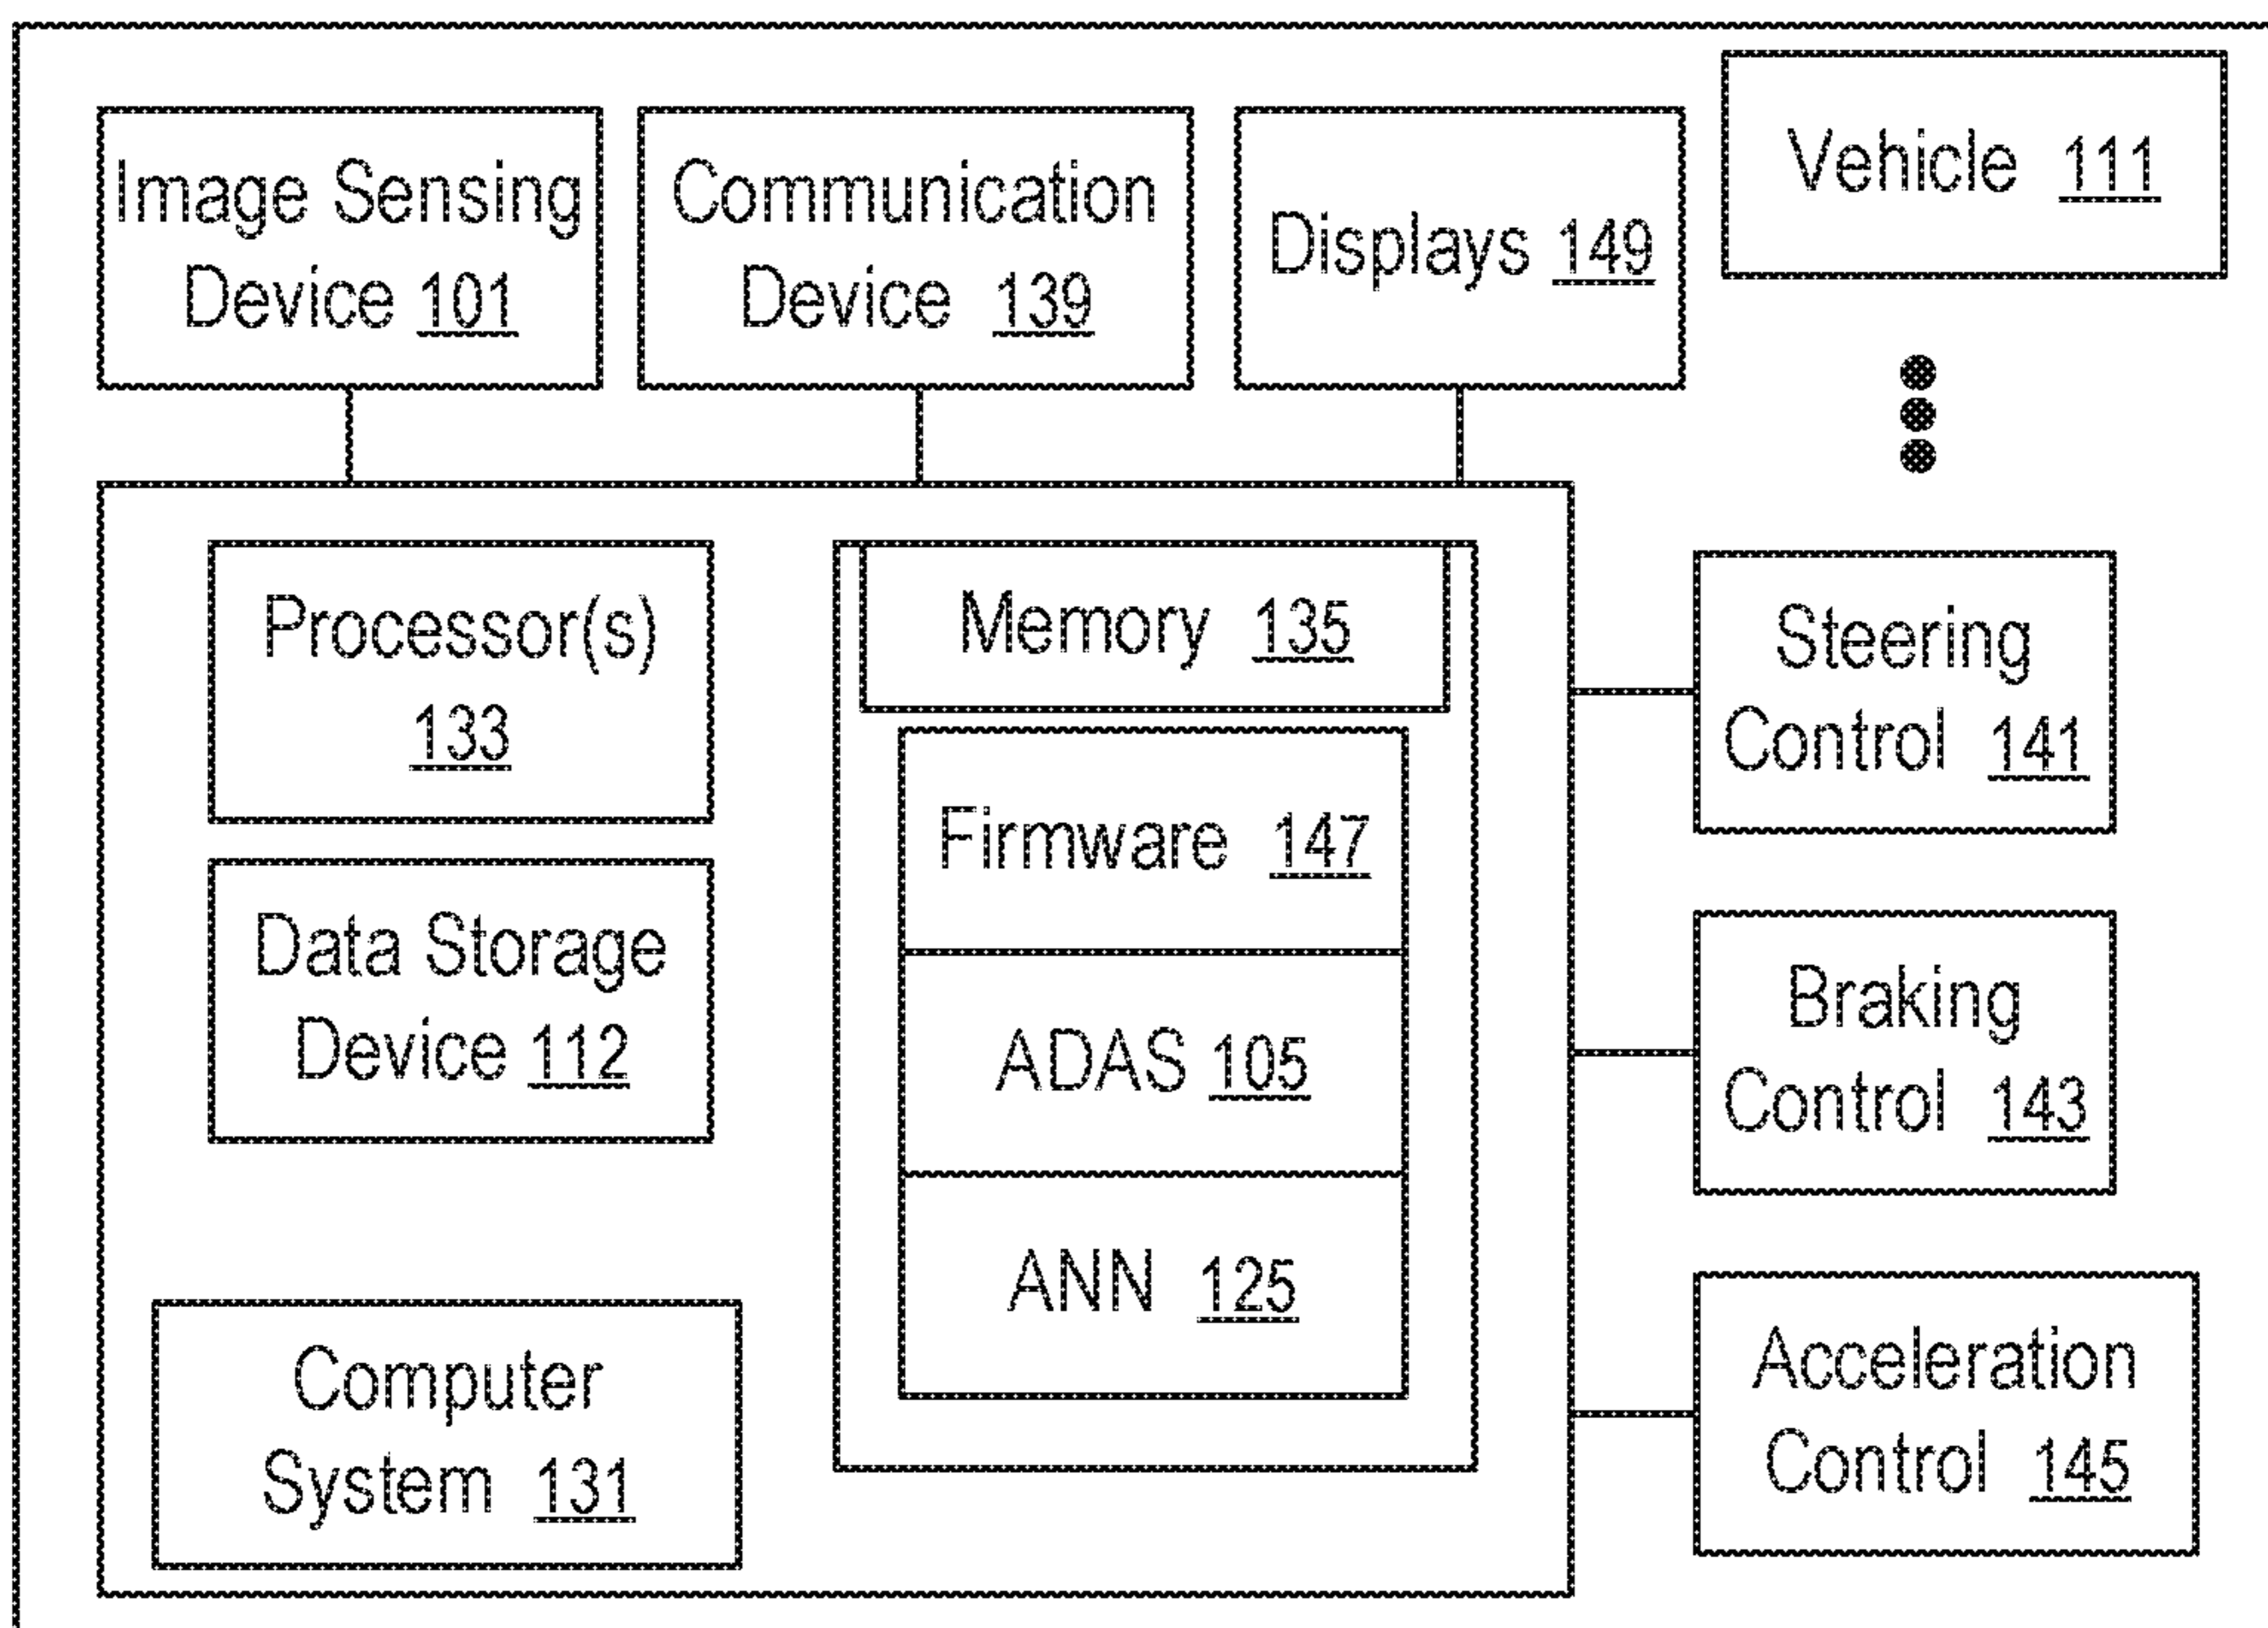 Image Sensing
Device 101
Communication
Device 139
Displays 149
Vehicle 111
Processor(s)
133
Data Storage
Device 112
Computer
System 131
Memory 135
Firmware 147
ADAS 105
ANN 125
Steering
Control 141
Braking
Control 143
Acceleration
Control 145